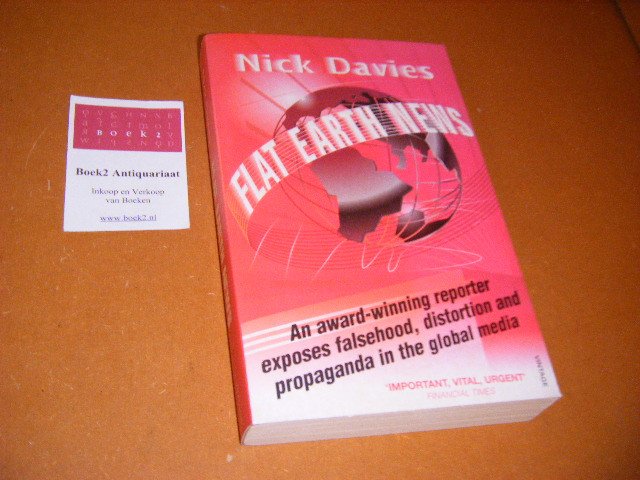 BOEK2
Boek2 Antiquariaat
Inkoop en Verkoop
van Boeken
www.boek2.nl
Nick Davies
FLAT EARTH NEWS
An award-winning reporter
exposes falsehood, distortion and
propaganda in the global media
'IMPORTANT, VITAL, URGENT'
FINANCIAL TIMES
VINTAGE